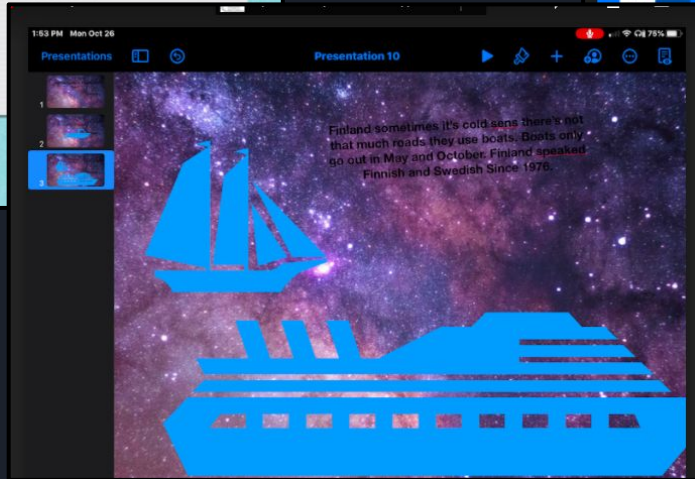 1:53 PM Mon Oct 26
75%
Presentations
Presentation 10
1
2
3
Finland sometimes it's cold sens there's not
that much roads they use boats. Boats only
go out in May and October. Finland speaked
Finnish and Swedish Since 1976.